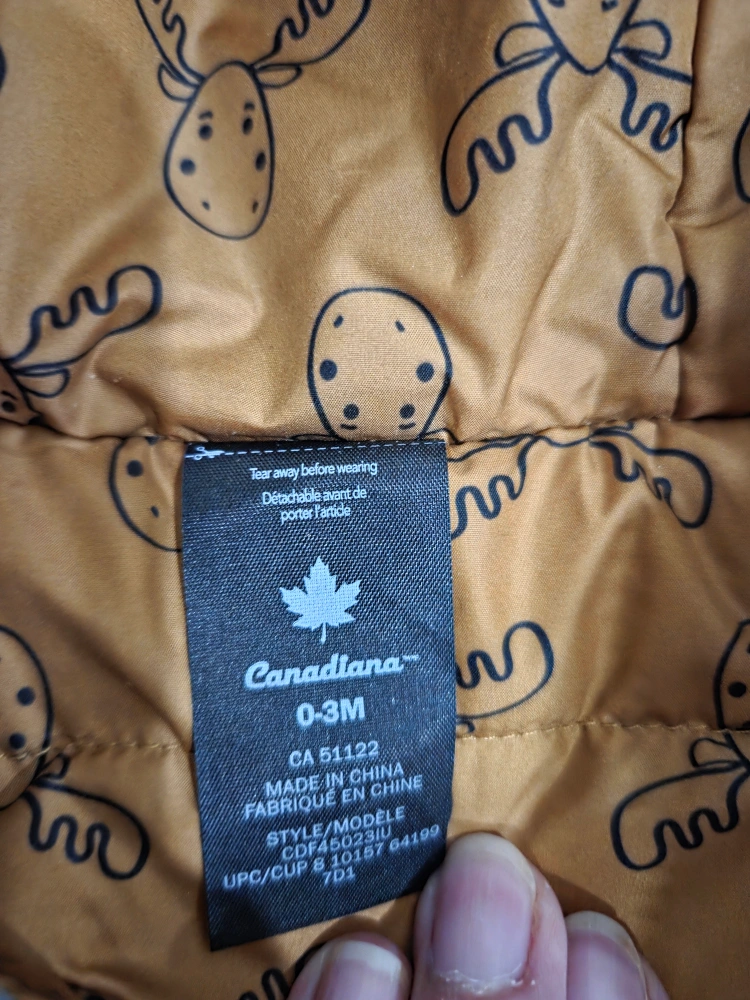 Tear away before wearing
Détachable avant de
porter l'article
Canadiana™
0-3M
CA 51122
MADE IN CHINA
FABRIQUÉ EN CHINE
STYLE/MODÈLE
CDF45023IU
UPC/CUP 8 10157 64199
7D1